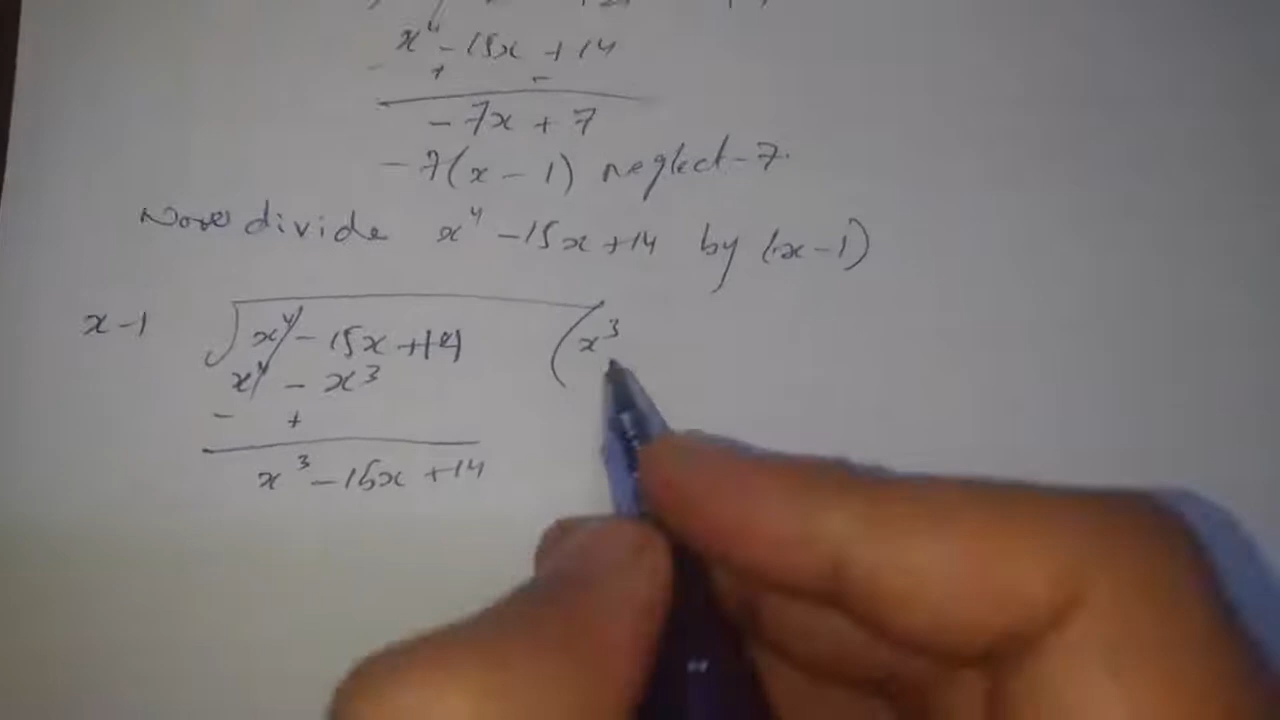 x⁴ - 15x + 14
- + -
- 7x + 7
- 7(x - 1) neglect - 7.
Now divide x⁴ - 15x + 14 by (x - 1)
x - 1 x⁴ - 15x + 14 ( x³
x⁴ - x³
- +
x³ - 15x + 14